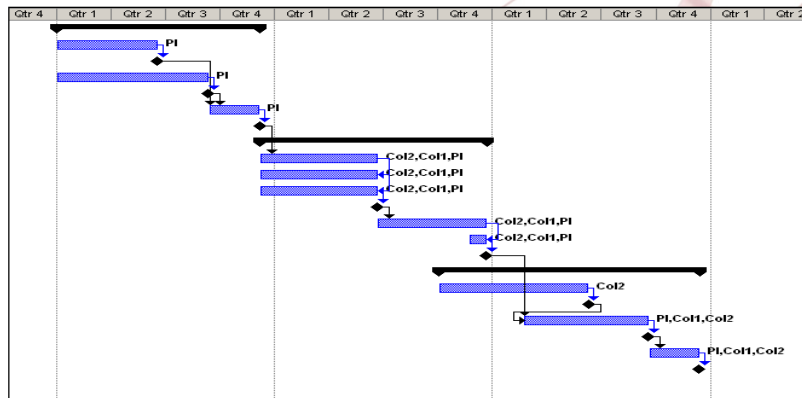 Qtr 4 Qtr 1 Qtr 2 Qtr 3 Qtr 4 Qtr 1 Qtr 2 Qtr 3 Qtr 4 Qtr 1 Qtr 2 Qtr 3 Qtr 4 Qtr 1 Qtr 2
PI
PI
PI
Col2,Col1,PI
Col2,Col1,PI
Col2,Col1,PI
Col2,Col1,PI
Col2,Col1,PI
Col2
PI,Col1,Col2
PI,Col1,Col2